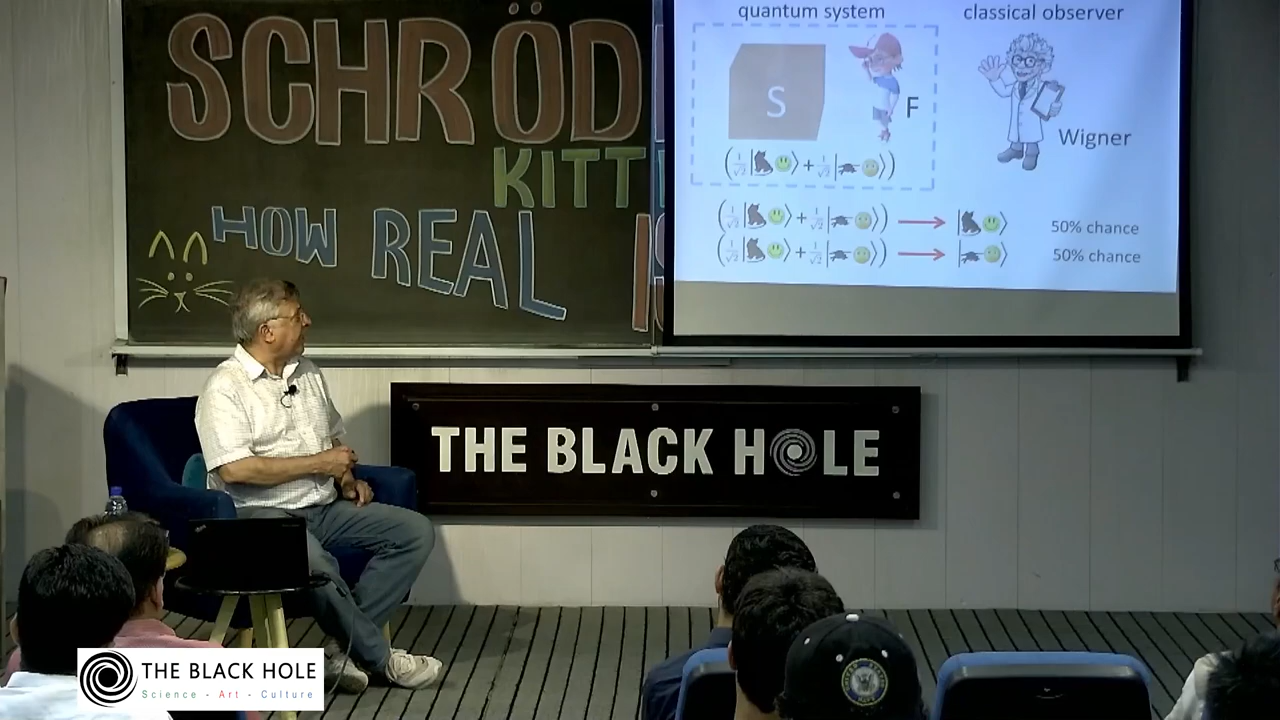 SCHRÖD
KITT
HOW REAL I
quantum system
classical observer
S
F
Wigner
50% chance
50% chance
THE BLACK HOLE
THE BLACK HOLE
Science - Art - Culture